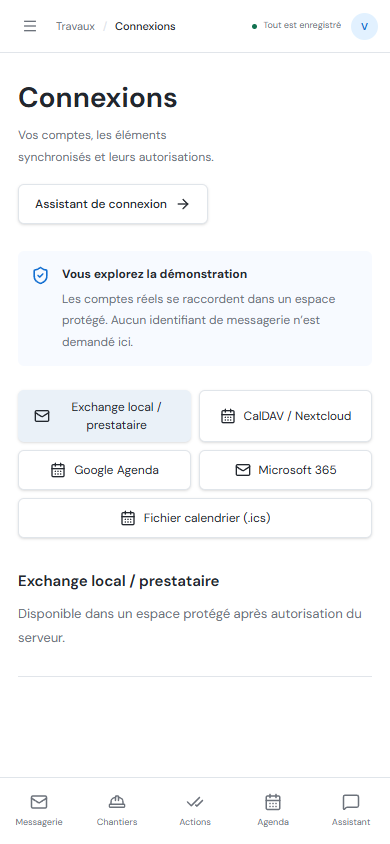 Travaux / Connexions
Tout est enregistré
V
Connexions
Vos comptes, les éléments
synchronisés et leurs autorisations.
Assistant de connexion
Vous explorez la démonstration
Les comptes réels se raccordent dans un espace
protégé. Aucun identifiant de messagerie n’est
demandé ici.
Exchange local /
prestataire
CalDAV / Nextcloud
Google Agenda
Microsoft 365
Fichier calendrier (.ics)
Exchange local / prestataire
Disponible dans un espace protégé après autorisation du
serveur.
Messagerie
Chantiers
Actions
Agenda
Assistant